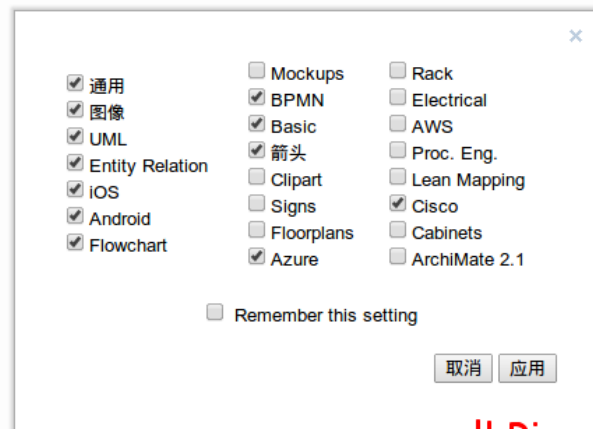 ×
通用
图像
UML
Entity Relation
iOS
Android
Flowchart
Mockups
BPMN
Basic
箭头
Clipart
Signs
Floorplans
Azure
Rack
Electrical
AWS
Proc. Eng.
Lean Mapping
Cisco
Cabinets
ArchiMate 2.1
Remember this setting
取消 应用